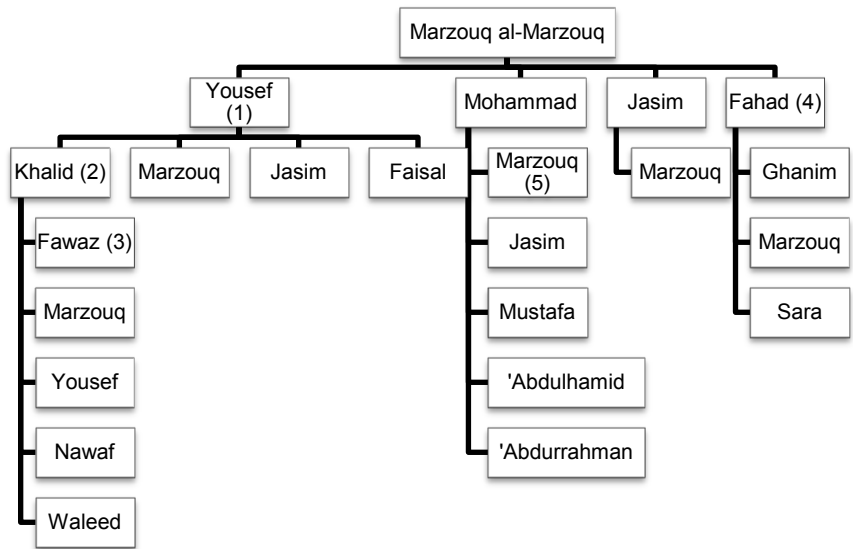 Marzouq al-Marzouq
Yousef
(1)
Mohammad
Jasim
Fahad (4)
Khalid (2)
Marzouq
Jasim
Faisal
Marzouq
(5)
Marzouq
Ghanim
Fawaz (3)
Jasim
Marzouq
Marzouq
Mustafa
Sara
Yousef
'Abdulhamid
Nawaf
'Abdurrahman
Waleed